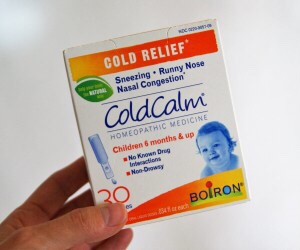 COLD RELIEF*
Sneezing • Runny Nose
Nasal Congestion*
ColdCalm®
HOMEOPATHIC MEDICINE
Children 6 months & up
• No Known Drug
Interactions
• Non-Drowsy
30
BOIRON®